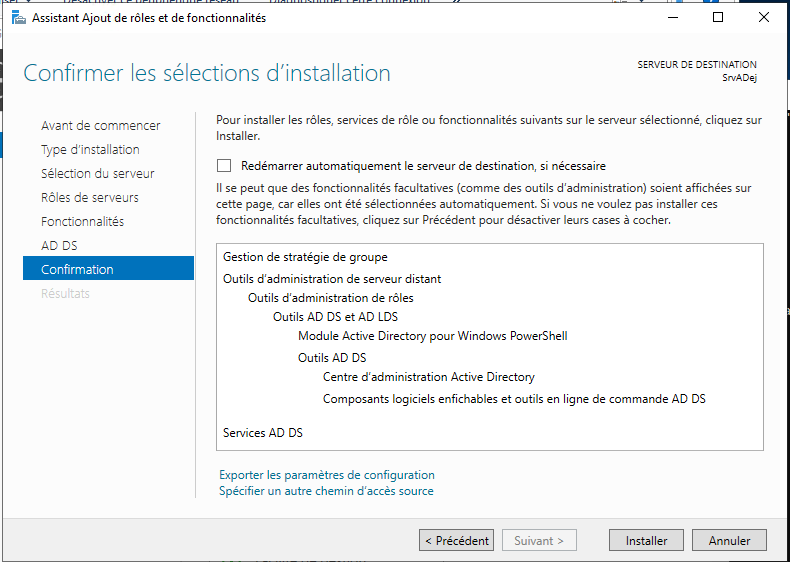 Assistant Ajout de rôles et de fonctionnalités
Confirmer les sélections d'installation
SERVEUR DE DESTINATION
SrvADej
Avant de commencer
Type d'installation
Sélection du serveur
Rôles de serveurs
Fonctionnalités
AD DS
Confirmation
Résultats
Pour installer les rôles, services de rôle ou fonctionnalités suivants sur le serveur sélectionné, cliquez sur
Installer.
Redémarrer automatiquement le serveur de destination, si nécessaire
Il se peut que des fonctionnalités facultatives (comme des outils d'administration) soient affichées sur
cette page, car elles ont été sélectionnées automatiquement. Si vous ne voulez pas installer ces
fonctionnalités facultatives, cliquez sur Précédent pour désactiver leurs cases à cocher.
Gestion de stratégie de groupe
Outils d'administration de serveur distant
Outils d'administration de rôles
Outils AD DS et AD LDS
Module Active Directory pour Windows PowerShell
Outils AD DS
Centre d'administration Active Directory
Composants logiciels enfichables et outils en ligne de commande AD DS
Services AD DS
Exporter les paramètres de configuration
Spécifier un autre chemin d'accès source
< Précédent
Suivant >
Installer
Annuler